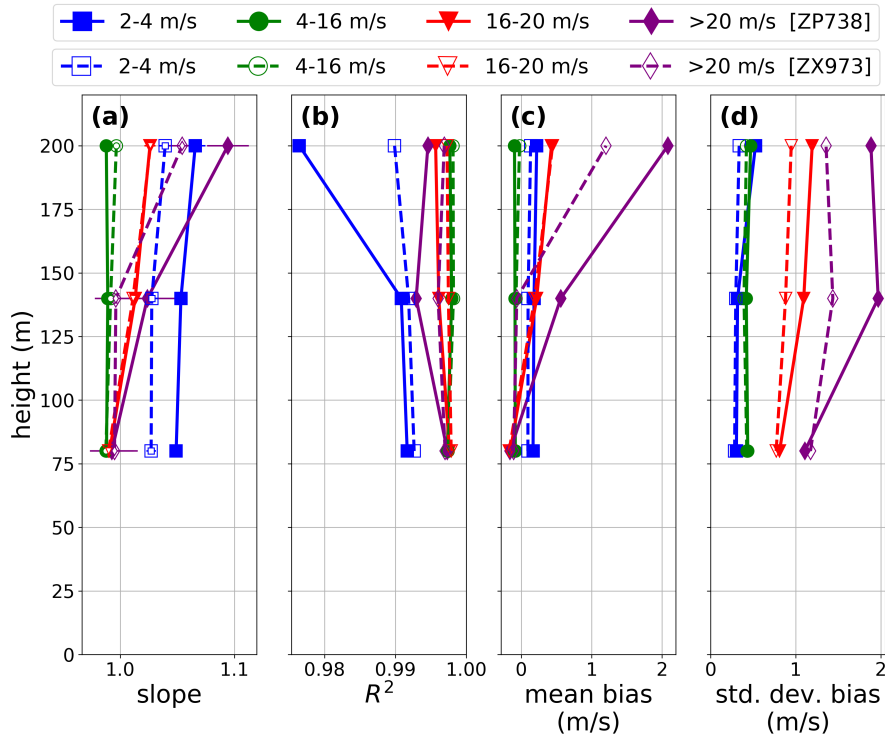 2-4 m/s 4-16 m/s 16-20 m/s >20 m/s [ZP738]
2-4 m/s 4-16 m/s 16-20 m/s >20 m/s [ZX973]
(a) (b) (c) (d)
200
175
150
125
100
75
50
25
0
height (m)
1.0 1.1 0.98 0.99 1.00 0 1 2 0 1 2
slope R² mean bias std. dev. bias
(m/s) (m/s)